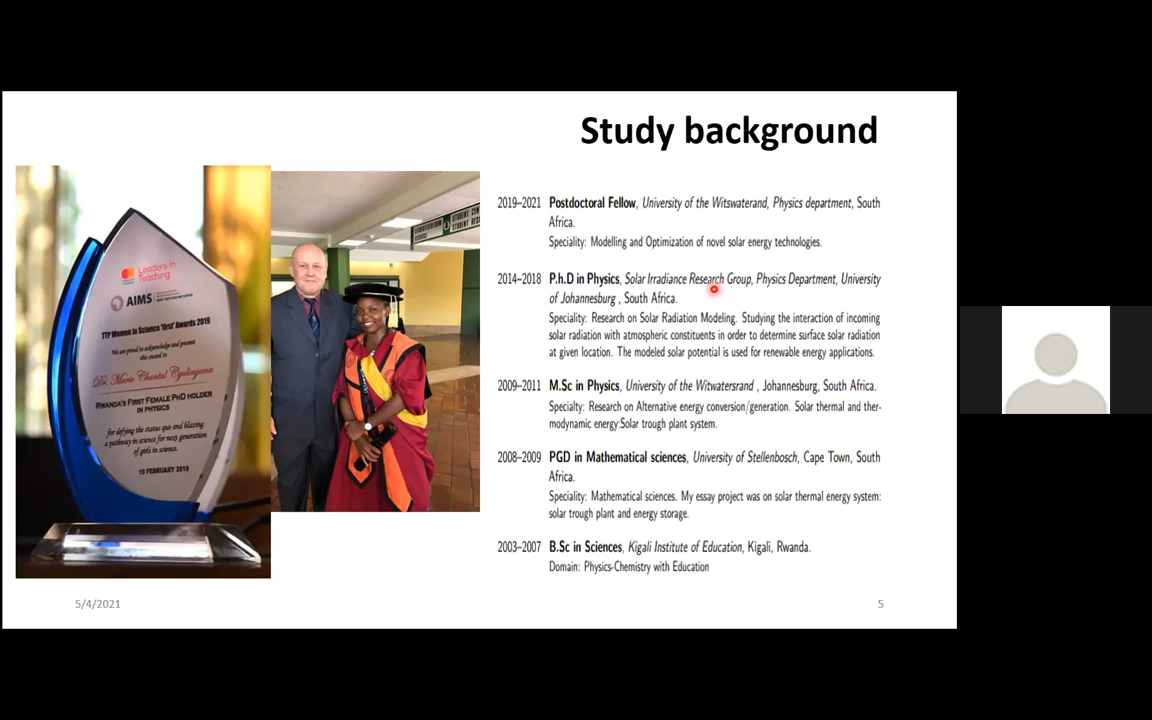 Study background
Leaders in
Teaching
AIMS
TTP Women in Science 'first' Awards 2019
We are proud to acknowledge and present
this award to
Dr. Marie Chantal Cyulinyana
RWANDA'S FIRST FEMALE PHD HOLDER
IN PHYSICS
for defying the status quo and blazing
a pathway in science for next generation
of girls in science.
10 FEBRUARY 2019
STUDENT CEN
STUDENT RES
2019–2021 Postdoctoral Fellow, University of the Witswaterand, Physics department, South
Africa.
Speciality: Modelling and Optimization of novel solar energy technologies.
2014–2018 P.h.D in Physics, Solar Irradiance Research Group, Physics Department, University
of Johannesburg , South Africa.
Speciality: Research on Solar Radiation Modeling. Studying the interaction of incoming
solar radiation with atmospheric constituents in order to determine surface solar radiation
at given location. The modeled solar potential is used for renewable energy applications.
2009–2011 M.Sc in Physics, University of the Witwatersrand , Johannesburg, South Africa.
Specialty: Research on Alternative energy conversion/generation. Solar thermal and ther-
modynamic energy:Solar trough plant system.
2008–2009 PGD in Mathematical sciences, University of Stellenbosch, Cape Town, South
Africa.
Speciality: Mathematical sciences. My essay project was on solar thermal energy system:
solar trough plant and energy storage.
2003–2007 B.Sc in Sciences, Kigali Institute of Education, Kigali, Rwanda.
Domain: Physics-Chemistry with Education
5/4/2021
5